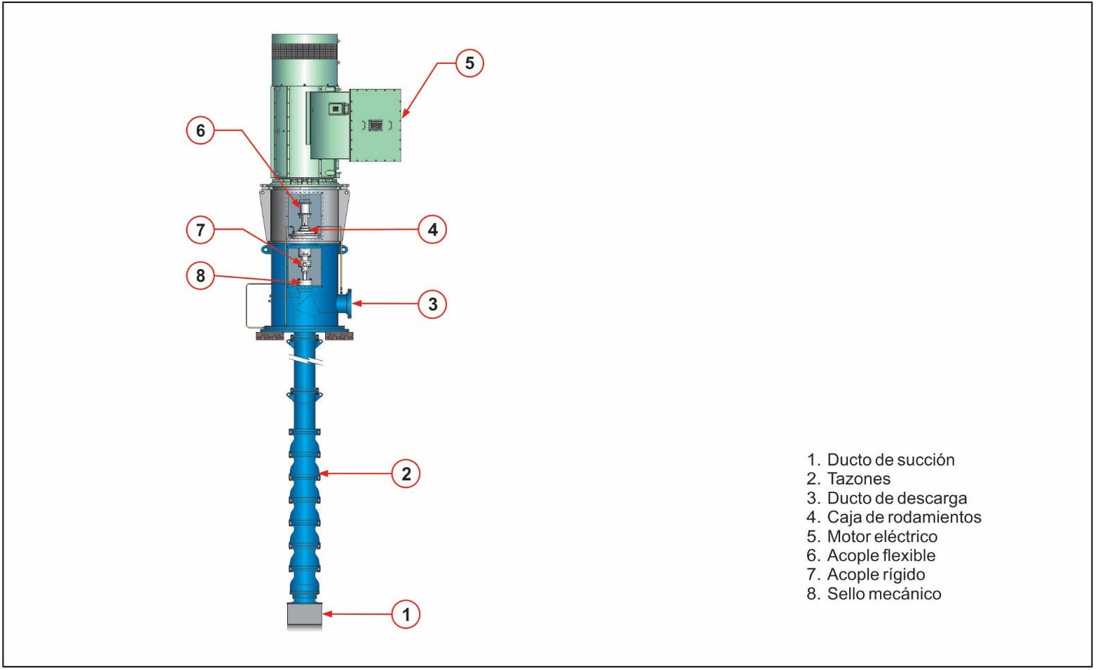 5
6
7
4
8
3
2
1
1. Ducto de succión
2. Tazones
3. Ducto de descarga
4. Caja de rodamientos
5. Motor eléctrico
6. Acople flexible
7. Acople rígido
8. Sello mecánico